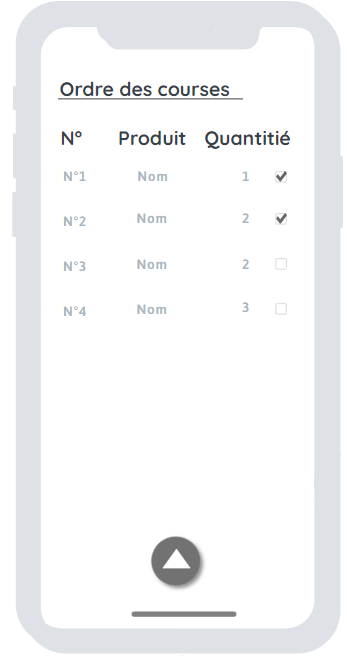 Ordre des courses
N° Produit Quantitié
N°1 Nom 1
N°2 Nom 2
N°3 Nom 2
N°4 Nom 3